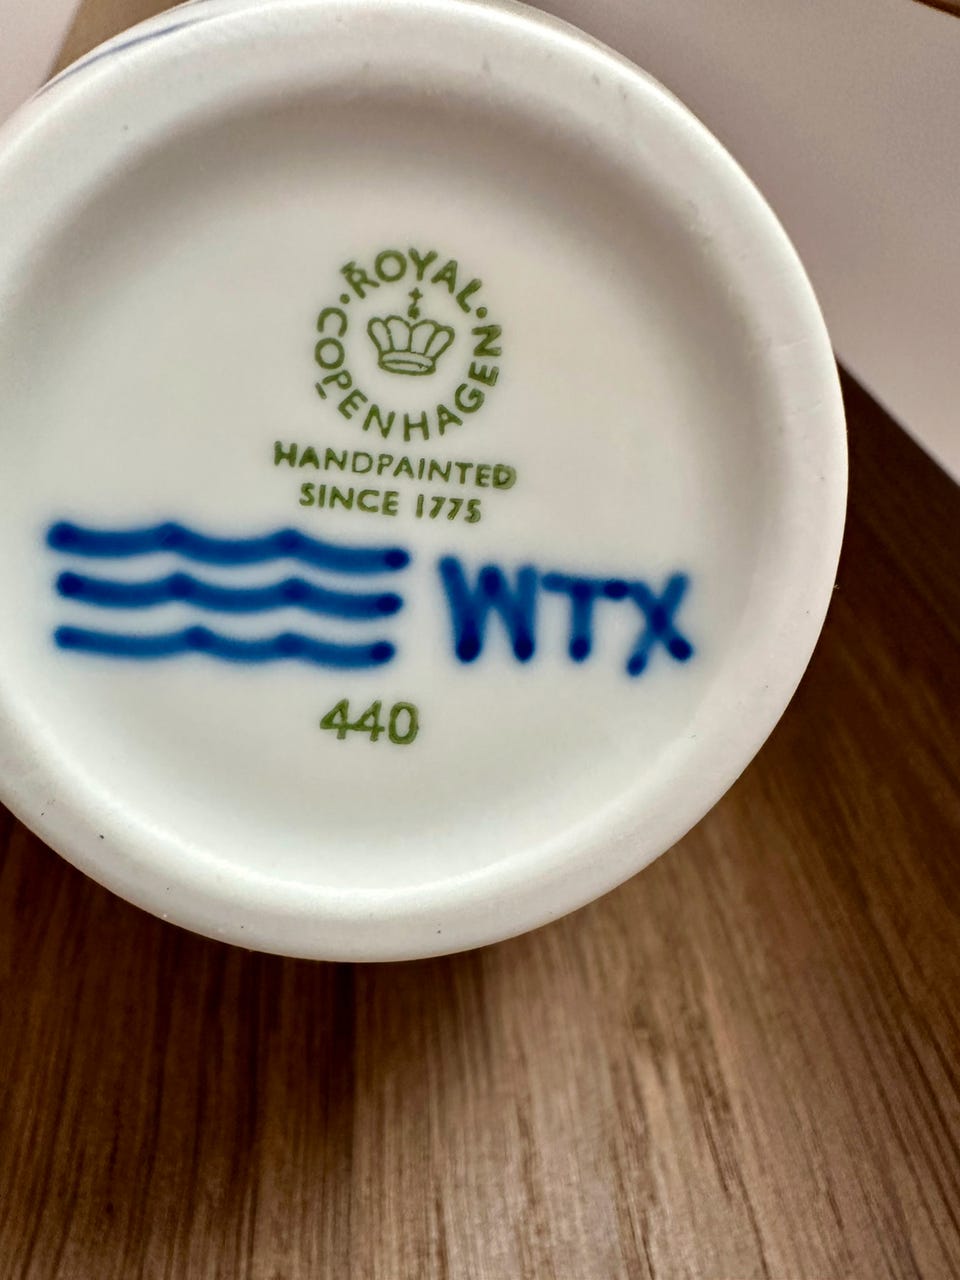 ROYAL
COPENHAGEN
HANDPAINTED
SINCE 1775
WTX
440